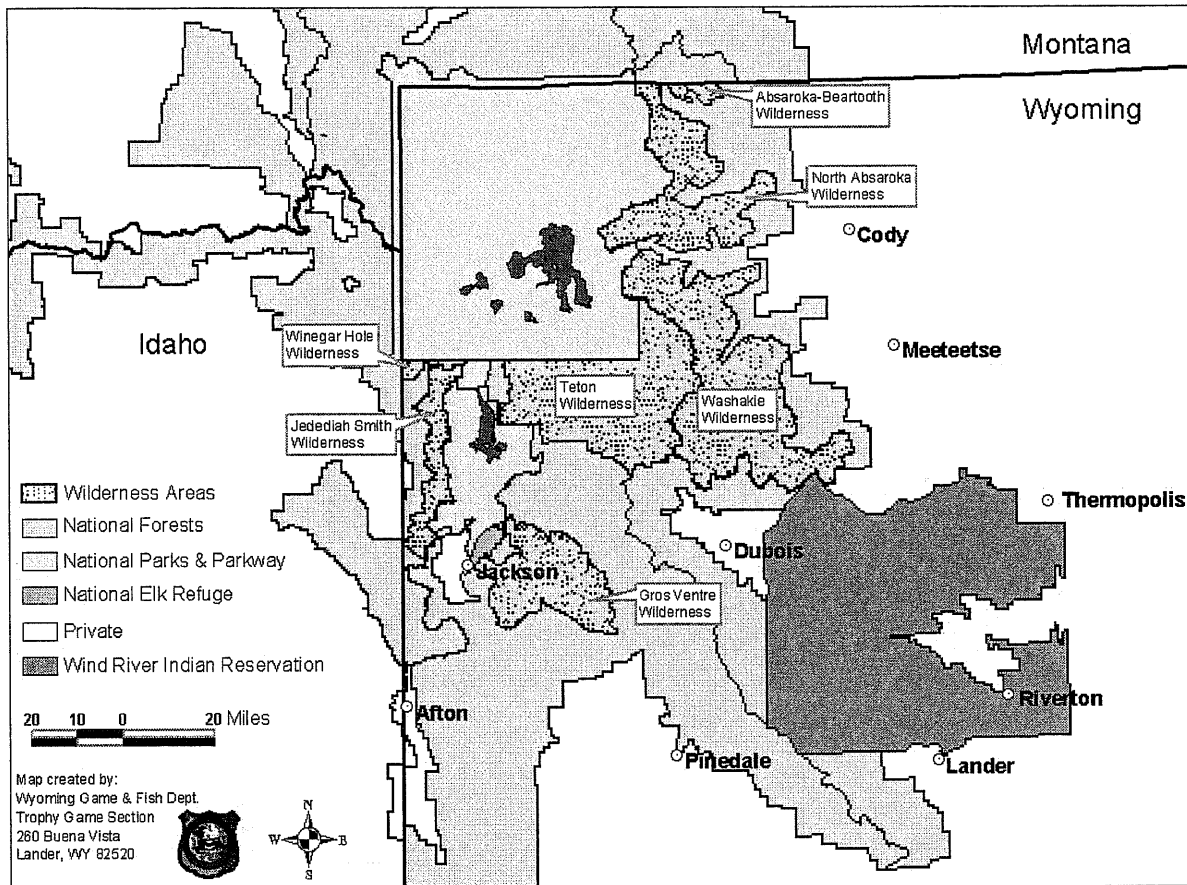 Montana
Absaroka-Beartooth
Wilderness
Wyoming
North Absaroka
Wilderness
Cody
Idaho
Winegar Hole
Wilderness
Meeteetse
Teton
Wilderness
Washakie
Wilderness
Jedediah Smith
Wilderness
Wilderness Areas
National Forests
National Parks & Parkway
National Elk Refuge
Private
Wind River Indian Reservation
Thermopolis
Dubois
Jackson
Gros Ventre
Wilderness
Riverton
20 10 0 20 Miles
Afton
Pinedale
Lander
Map created by:
Wyoming Game & Fish Dept.
Trophy Game Section
260 Buena Vista
Lander, WY 82520
N
W E
S